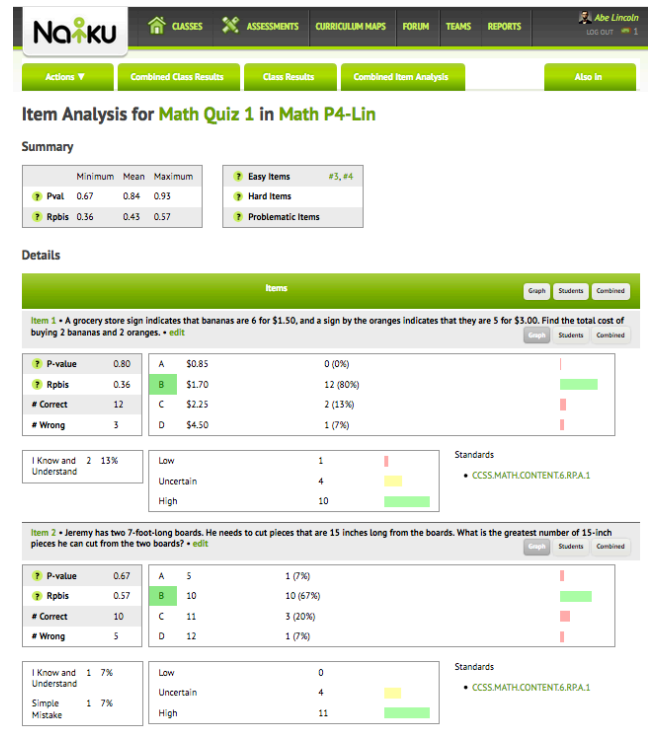 Naiku
CLASSES
ASSESSMENTS
CURRICULUM MAPS
FORUM
TEAMS
REPORTS
Abe Lincoln
LOG OUT 1
Actions ▼
Combined Class Results
Class Results
Combined Item Analysis
Also in
Item Analysis for Math Quiz 1 in Math P4-Lin
Summary
Minimum Mean Maximum
? Pval 0.67 0.84 0.93
? Rpbis 0.36 0.43 0.57
? Easy Items #3, #4
? Hard Items
? Problematic Items
Details
Items
Graph Students Combined
Item 1 • A grocery store sign indicates that bananas are 6 for $1.50, and a sign by the oranges indicates that they are 5 for $3.00. Find the total cost of
buying 2 bananas and 2 oranges. • edit
Graph Students Combined
? P-value 0.80
? Rpbis 0.36
# Correct 12
# Wrong 3
A $0.85 0 (0%)
B $1.70 12 (80%)
C $2.25 2 (13%)
D $4.50 1 (7%)
I Know and 2 13%
Understand
Low 1
Uncertain 4
High 10
Standards
• CCSS.MATH.CONTENT.6.RP.A.1
Item 2 • Jeremy has two 7-foot-long boards. He needs to cut pieces that are 15 inches long from the boards. What is the greatest number of 15-inch
pieces he can cut from the two boards? • edit
Graph Students Combined
? P-value 0.67
? Rpbis 0.57
# Correct 10
# Wrong 5
A 5 1 (7%)
B 10 10 (67%)
C 11 3 (20%)
D 12 1 (7%)
I Know and 1 7%
Understand
Simple 1 7%
Mistake
Low 0
Uncertain 4
High 11
Standards
• CCSS.MATH.CONTENT.6.RP.A.1